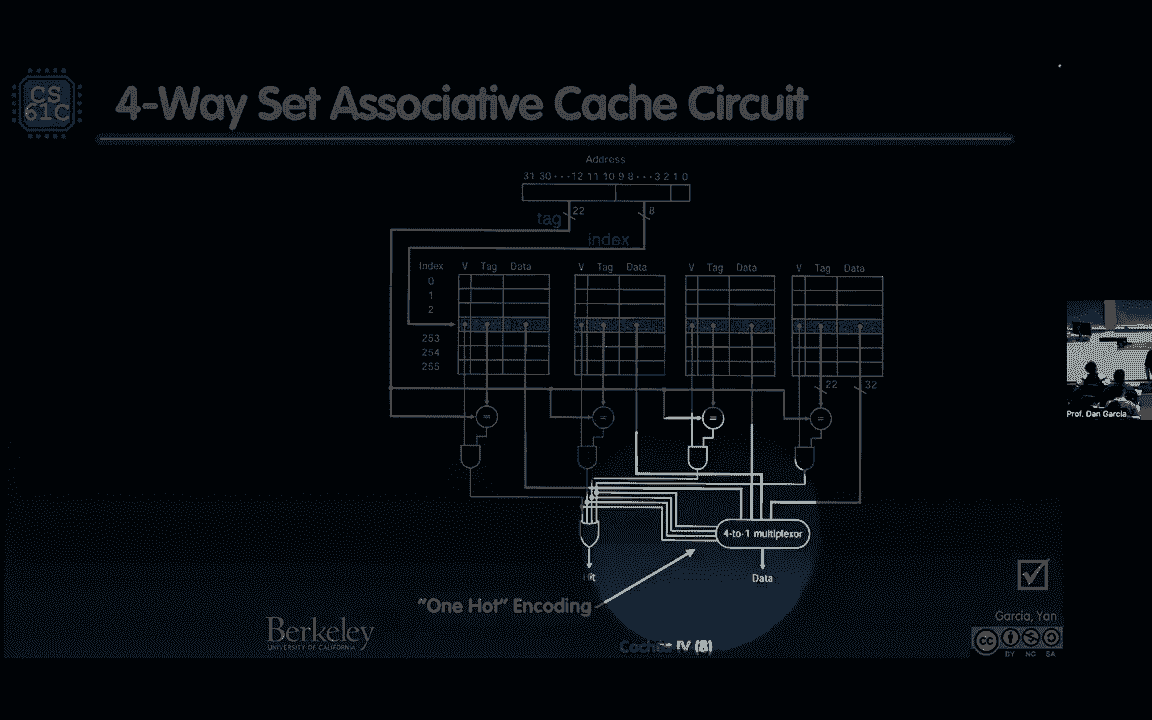 CS
61C
4-Way Set Associative Cache Circuit
Address
31 30 · · · 12 11 10 9 8 · · · 3 2 1 0
tag
22
8
index
Index
V Tag Data
V Tag Data
V Tag Data
V Tag Data
0
1
2
253
254
255
22
32
=
=
=
=
4-to-1 multiplexor
Hit
Data
"One Hot" Encoding
Berkeley
UNIVERSITY OF CALIFORNIA
Caches IV (8)
Garcia, Yan
cc
BY NC SA
Prof. Dan Garcia